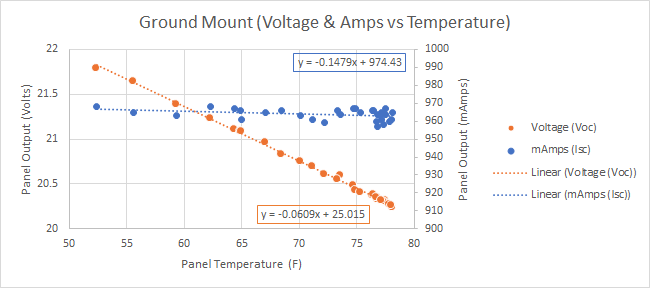 Ground Mount (Voltage & Amps vs Temperature)
Panel Output (Volts)
22
21.5
21
20.5
20
1000
990
980
970
960
950
940
930
920
910
900
Panel Output (mAmps)
y = -0.1479x + 974.43
y = -0.0609x + 25.015
50 55 60 65 70 75 80
Panel Temperature (F)
Voltage (Voc)
mAmps (Isc)
Linear (Voltage (Voc))
Linear (mAmps (Isc))